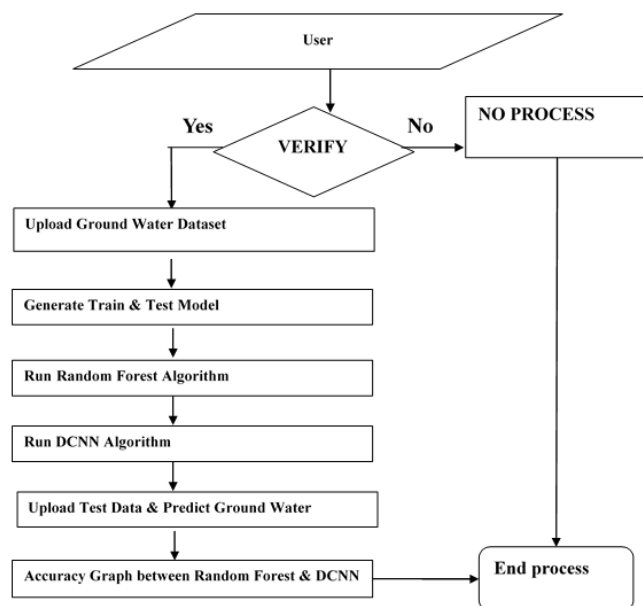 User
Yes
No
VERIFY
NO PROCESS
Upload Ground Water Dataset
Generate Train & Test Model
Run Random Forest Algorithm
Run DCNN Algorithm
Upload Test Data & Predict Ground Water
Accuracy Graph between Random Forest & DCNN
End process